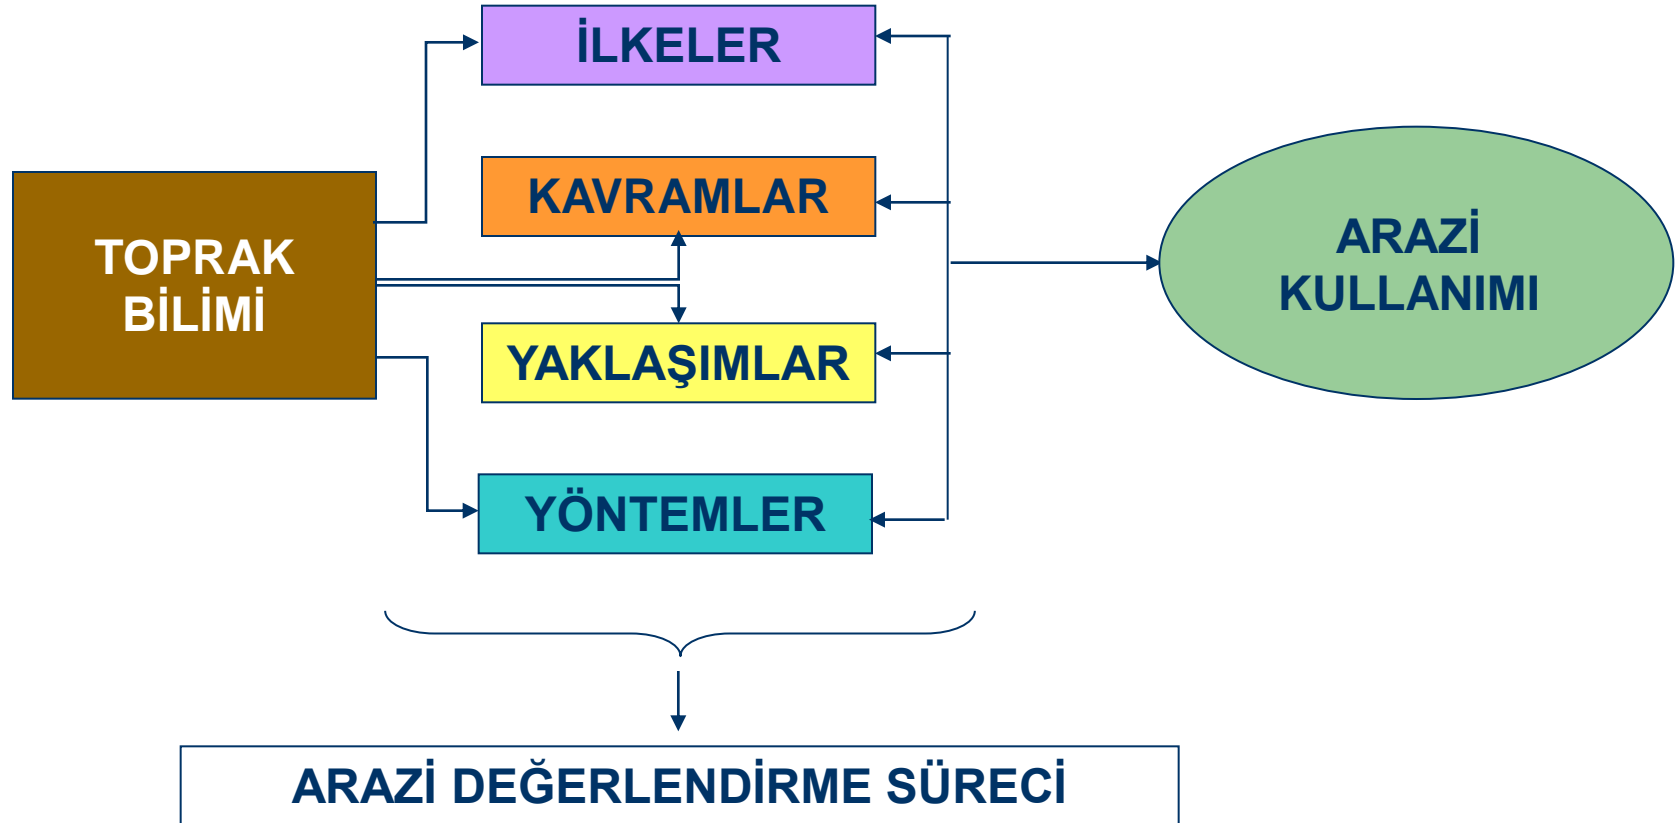 İLKELER
KAVRAMLAR
TOPRAK
BİLİMİ
YAKLAŞIMLAR
YÖNTEMLER
ARAZİ
KULLANIMI
ARAZİ DEĞERLENDİRME SÜRECİ